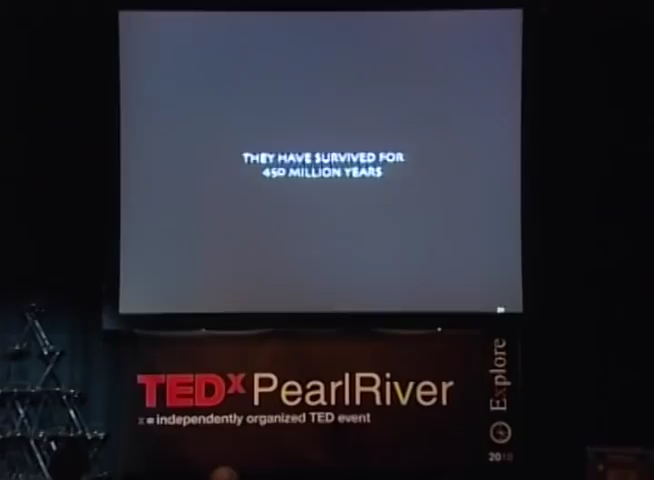 THEY HAVE SURVIVED FOR
450 MILLION YEARS
TEDx PearlRiver
x = independently organized TED event
Explore
2010